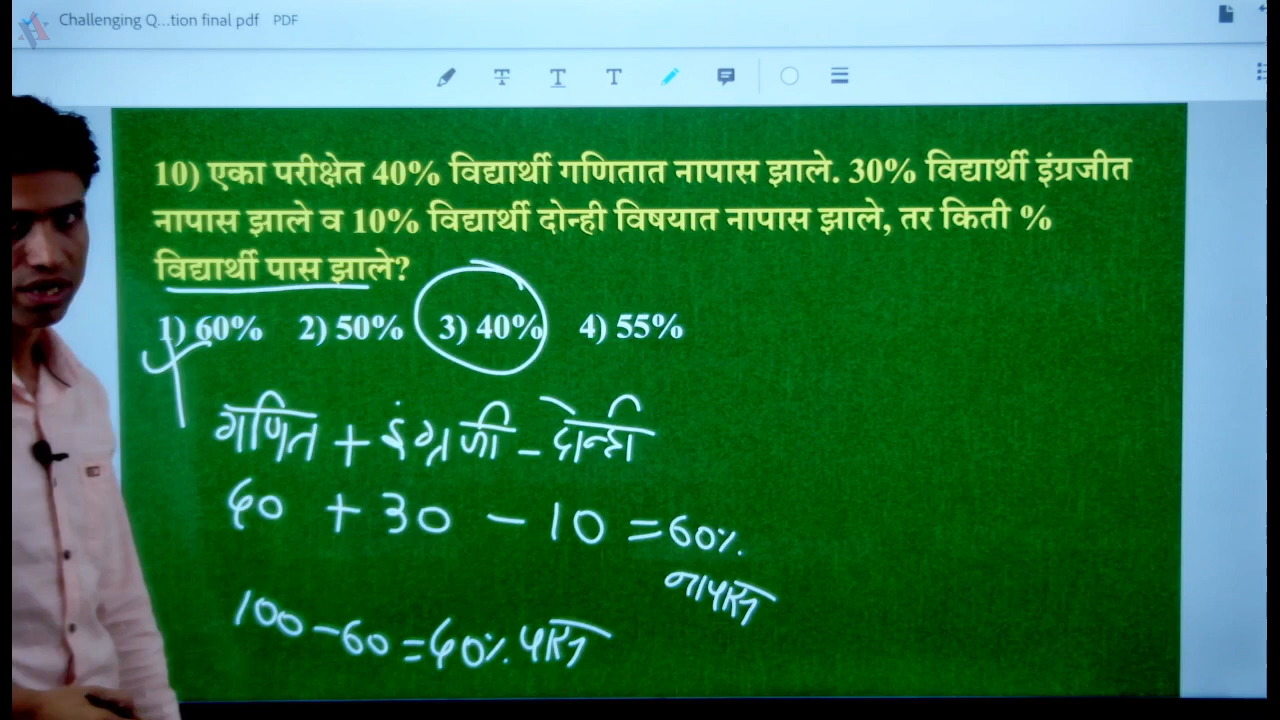 Challenging Q...tion final pdf PDF
10) एका परीक्षेत 40% विद्यार्थी गणितात नापास झाले. 30% विद्यार्थी इंग्रजीत
नापास झाले व 10% विद्यार्थी दोन्ही विषयात नापास झाले, तर किती %
विद्यार्थी पास झाले?
1) 60% 2) 50% 3) 40% 4) 55%
गणित + इंग्रजी - दोन्ही
40 + 30 - 10 = 60%.
नापास
100 - 60 = 40%. पास